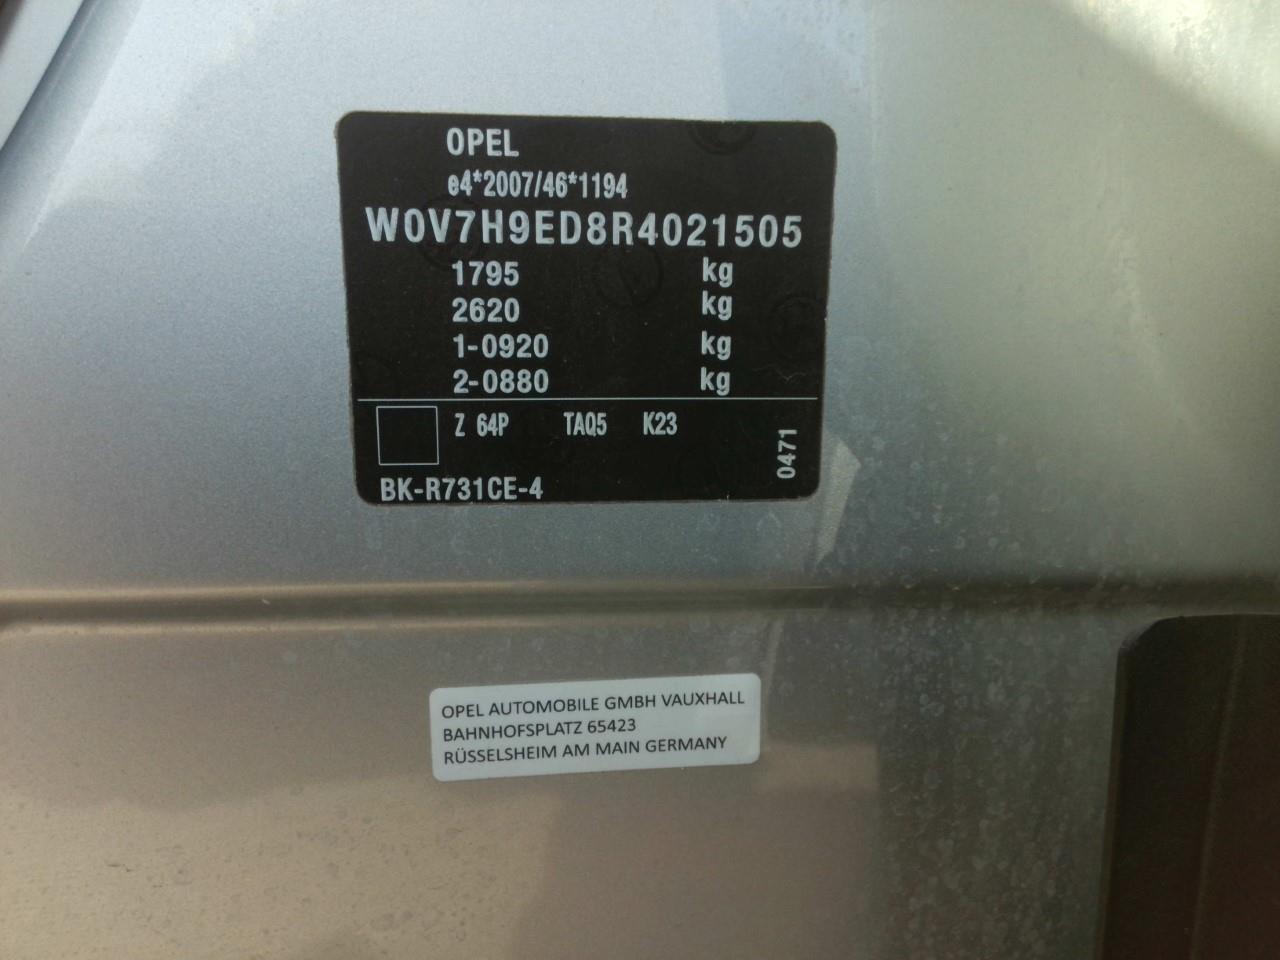 OPEL
e4*2007/46*1194
W0V7H9ED8R4021505
1795 kg
2620 kg
1-0920 kg
2-0880 kg
Z 64P TAQ5 K23
0471
BK-R731CE-4
OPEL AUTOMOBILE GMBH VAUXHALL
BAHNHOFSPLATZ 65423
RÜSSELSHEIM AM MAIN GERMANY